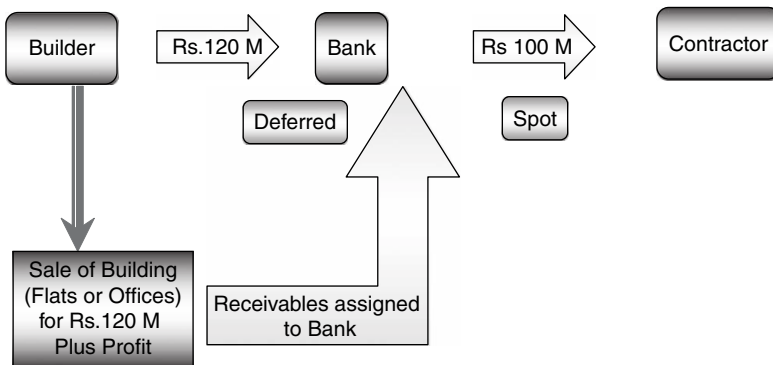 Builder
Rs.120 M
Bank
Rs 100 M
Contractor
Deferred
Spot
Sale of Building
(Flats or Offices)
for Rs.120 M
Plus Profit
Receivables assigned
to Bank